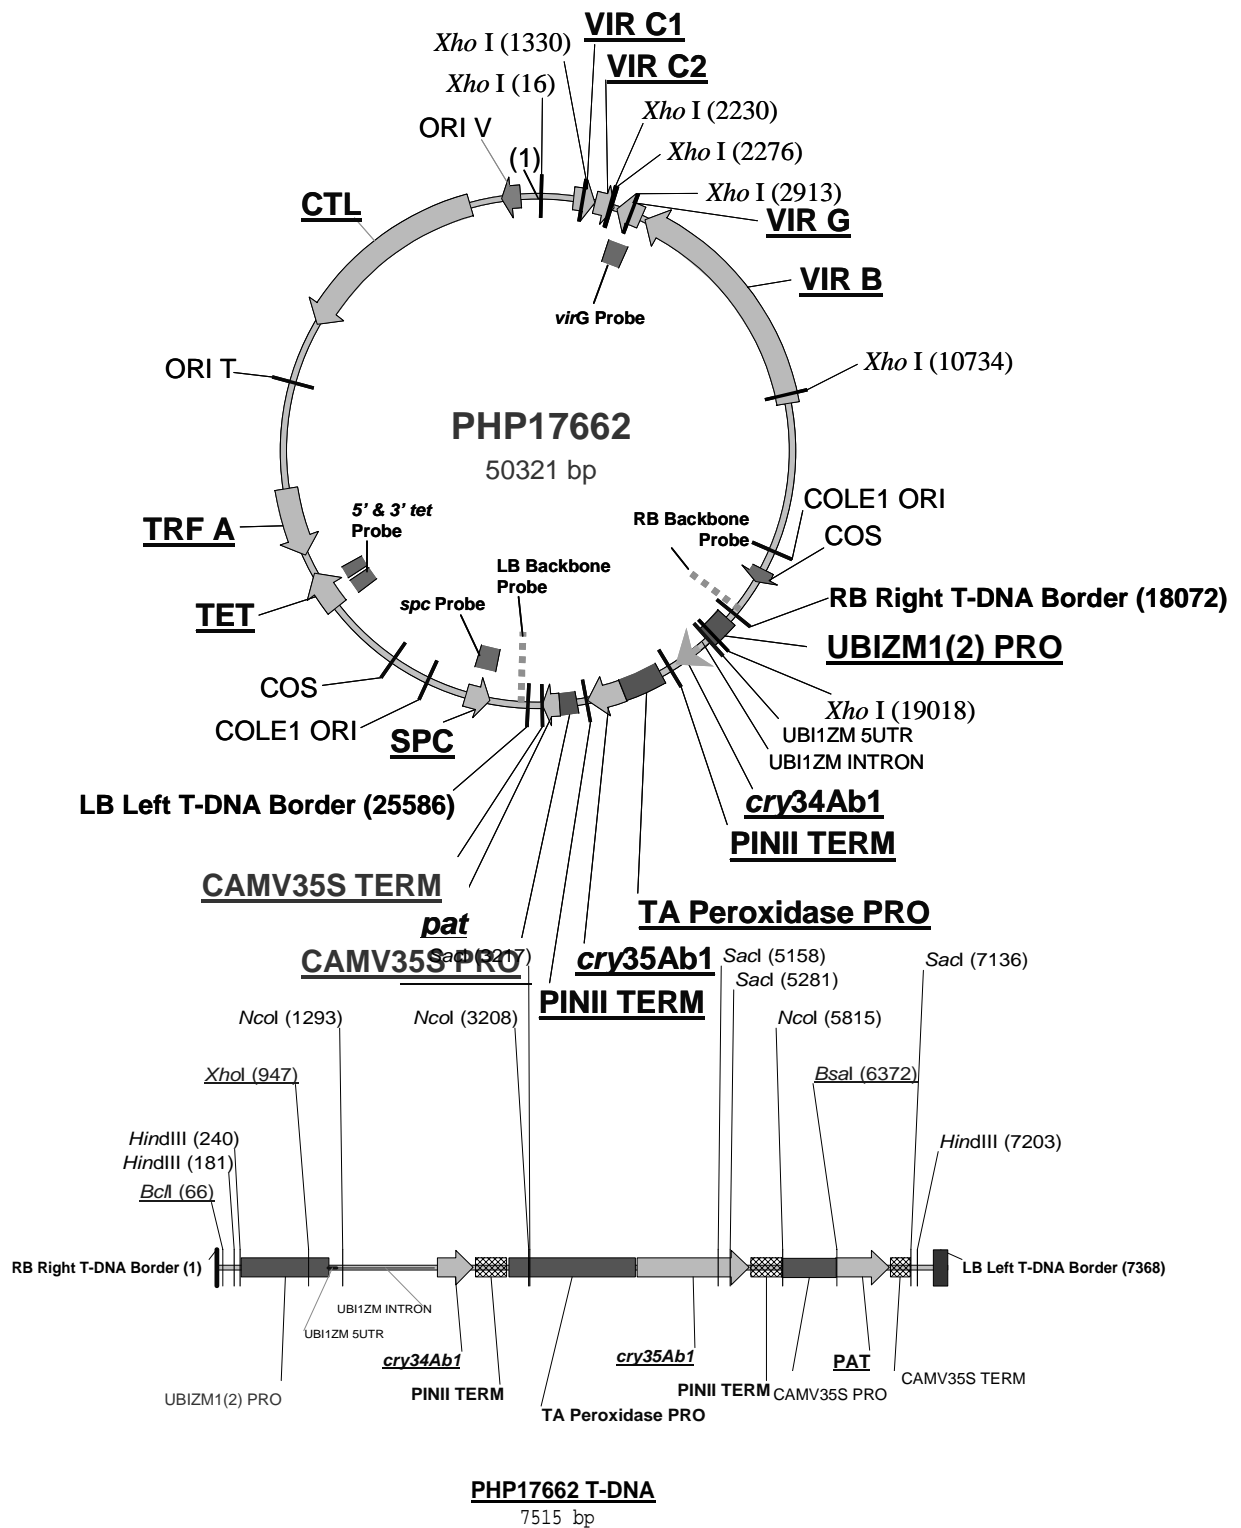 VIR C1
Xho I (1330)
VIR C2
Xho I (16)
Xho I (2230)
ORI V
(1)
Xho I (2276)
Xho I (2913)
CTL
VIR G
VIR B
virG Probe
ORI T
Xho I (10734)
PHP17662
50321 bp
COLE1 ORI
5' & 3' tet
Probe
RB Backbone
Probe
TRF A
COS
LB Backbone
Probe
spc Probe
RB Right T-DNA Border (18072)
TET
UBIZM1(2) PRO
COS
Xho I (19018)
COLE1 ORI
SPC
UBI1ZM 5UTR
UBI1ZM INTRON
LB Left T-DNA Border (25586)
cry34Ab1
PINII TERM
CAMV35S TERM
pat
TA Peroxidase PRO
CAMV35S PRO
cry35Ab1
PINII TERM
SacI (3217)
SacI (5158)
SacI (5281)
SacI (7136)
NcoI (1293)
NcoI (3208)
NcoI (5815)
XhoI (947)
BsaI (6372)
HindIII (240)
HindIII (181)
HindIII (7203)
BclI (66)
RB Right T-DNA Border (1)
LB Left T-DNA Border (7368)
UBI1ZM INTRON
UBI1ZM 5UTR
cry34Ab1
cry35Ab1
PAT
UBIZM1(2) PRO
PINII TERM
PINII TERM
CAMV35S PRO
CAMV35S TERM
TA Peroxidase PRO
PHP17662 T-DNA
7515 bp